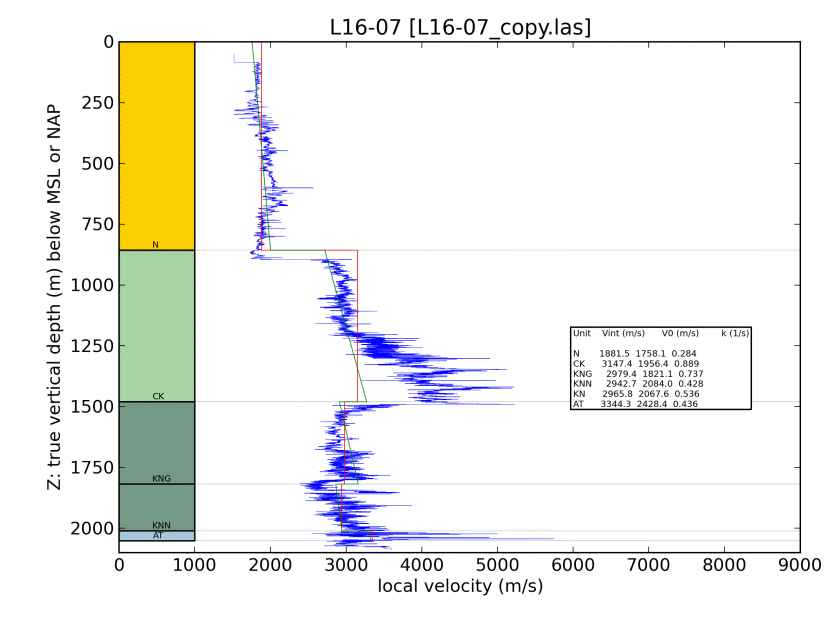 L16-07 [L16-07_copy.las]
0
250
500
750
1000
1250
1500
1750
2000
Z: true vertical depth (m) below MSL or NAP
N
CK
KNG
KNN
AT
Unit Vint (m/s) V0 (m/s) k (1/s)
N 1881.5 1758.1 0.284
CK 3147.4 1956.4 0.889
KNG 2979.4 1821.1 0.737
KNN 2942.7 2084.0 0.428
KN 2965.8 2067.6 0.536
AT 3344.3 2428.4 0.436
0 1000 2000 3000 4000 5000 6000 7000 8000 9000
local velocity (m/s)